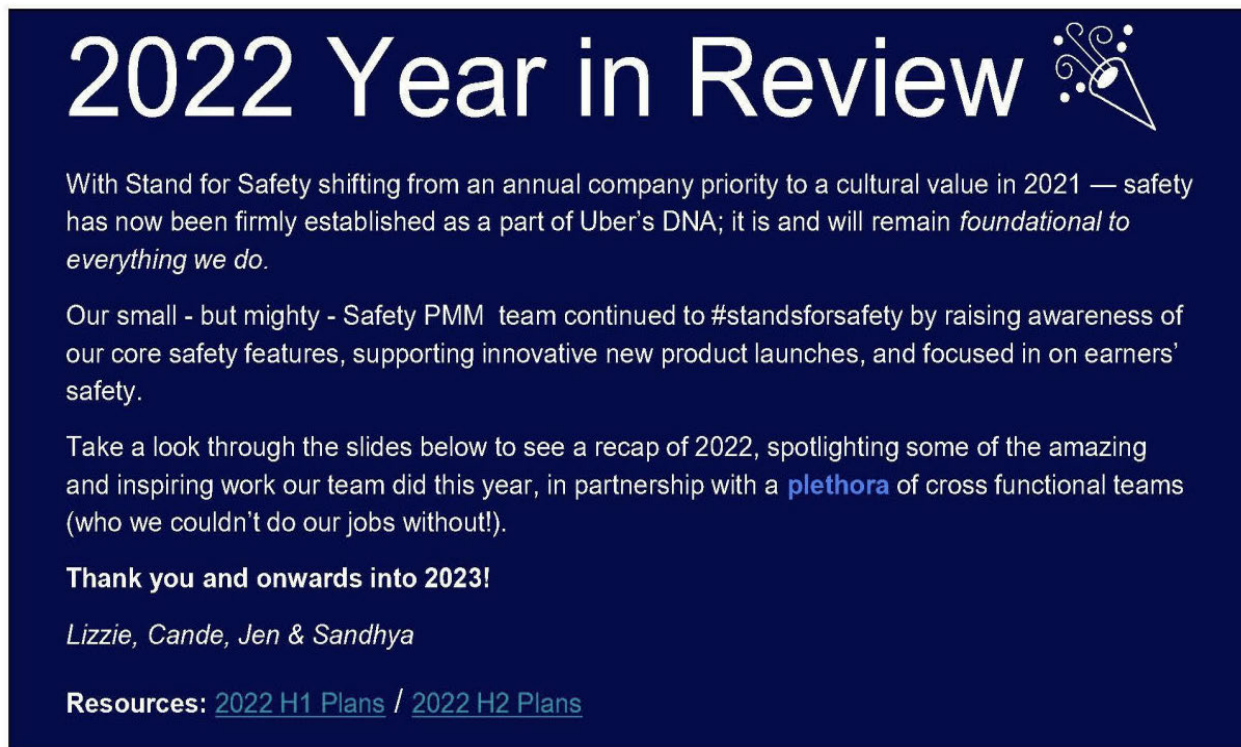 2022 Year in Review
With Stand for Safety shifting from an annual company priority to a cultural value in 2021 — safety
has now been firmly established as a part of Uber's DNA; it is and will remain foundational to
everything we do.
Our small - but mighty - Safety PMM  team continued to #standsforsafety by raising awareness of
our core safety features, supporting innovative new product launches, and focused in on earners'
safety.
Take a look through the slides below to see a recap of 2022, spotlighting some of the amazing
and inspiring work our team did this year, in partnership with a plethora of cross functional teams
(who we couldn't do our jobs without!).
Thank you and onwards into 2023!
Lizzie, Cande, Jen & Sandhya
Resources: 2022 H1 Plans / 2022 H2 Plans